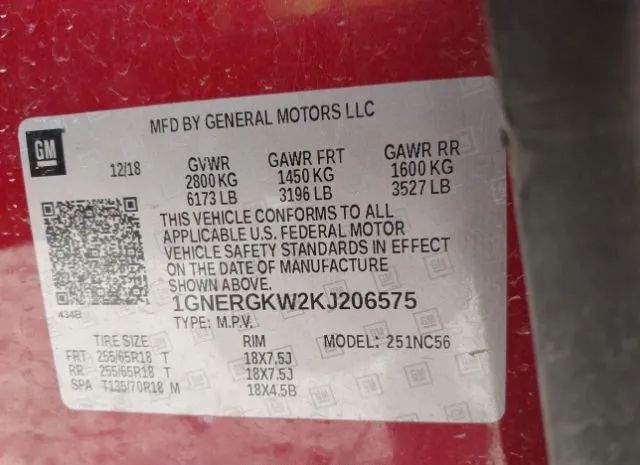 MFD BY GENERAL MOTORS LLC
GM
12/18 GVWR GAWR FRT GAWR RR
2800 KG 1450 KG 1600 KG
6173 LB 3196 LB 3527 LB
THIS VEHICLE CONFORMS TO ALL
APPLICABLE U.S. FEDERAL MOTOR
VEHICLE SAFETY STANDARDS IN EFFECT
ON THE DATE OF MANUFACTURE
SHOWN ABOVE.
434B
1GNERGKW2KJ206575
TYPE: M.P.V.
TIRE SIZE RIM MODEL: 251NC56
FRT 255/65R18 T 18X7.5J
RR 255/65R18 T 18X7.5J
SPA T135/70R18 M 18X4.5B